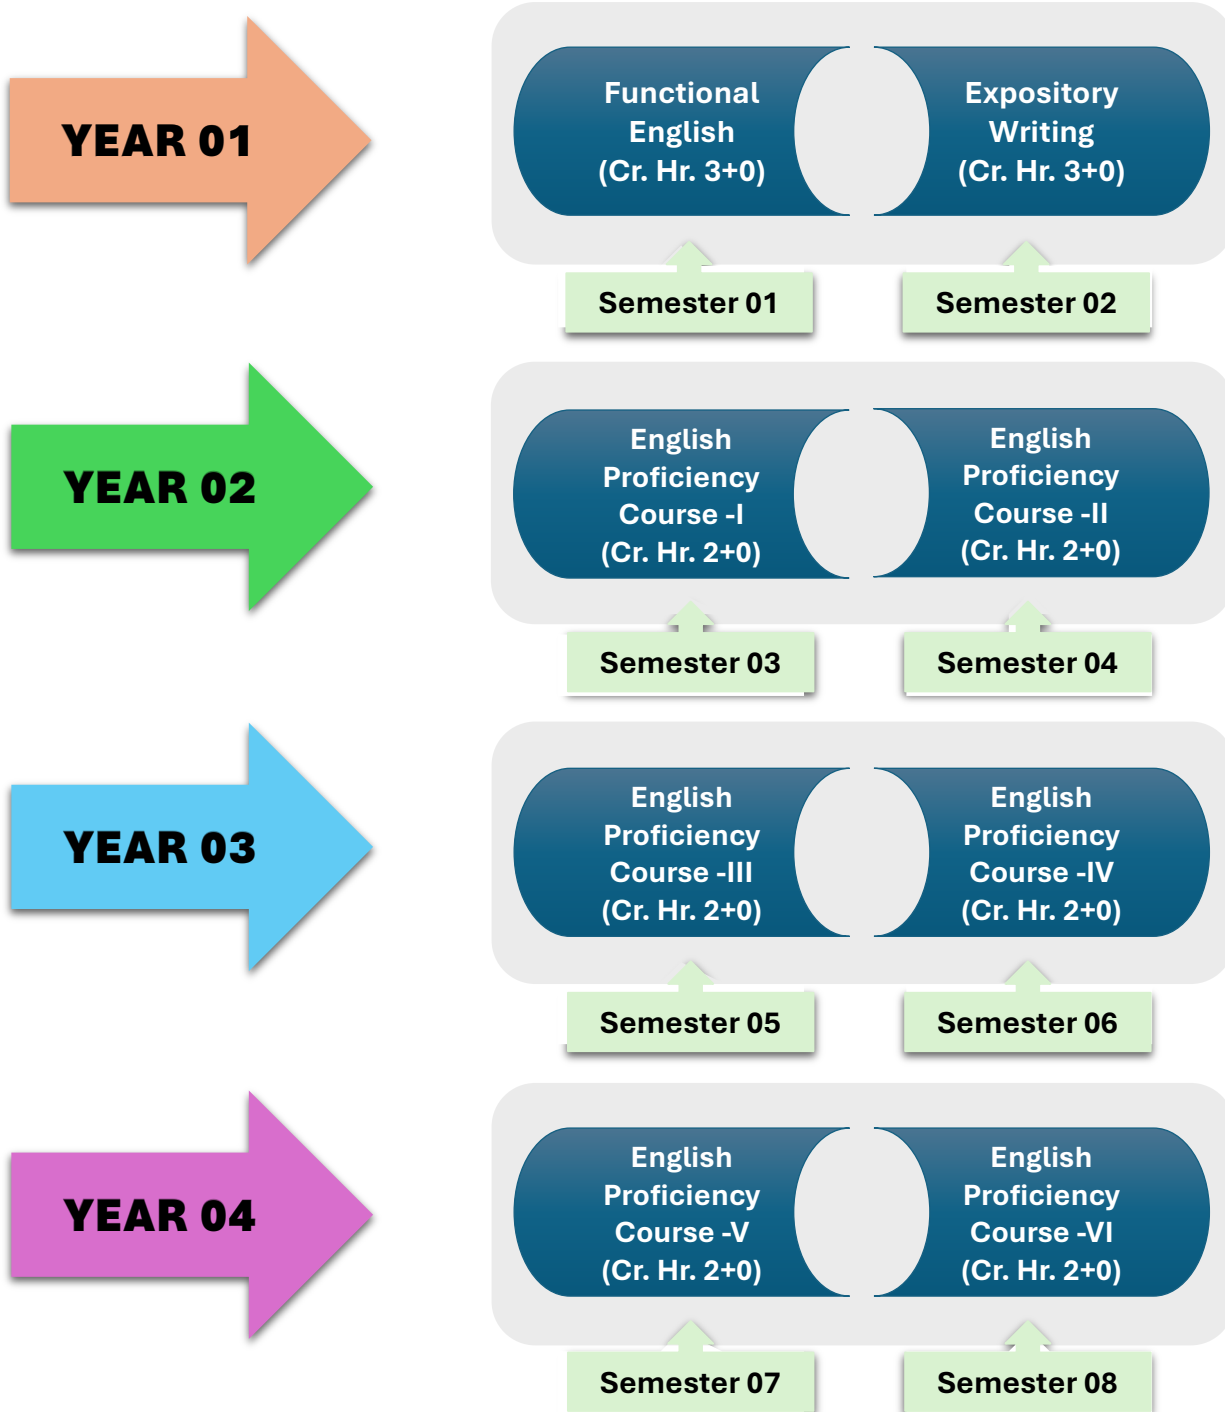 YEAR 01
Functional
English
(Cr. Hr. 3+0)
Expository
Writing
(Cr. Hr. 3+0)
Semester 01
Semester 02
YEAR 02
English
Proficiency
Course -I
(Cr. Hr. 2+0)
English
Proficiency
Course -II
(Cr. Hr. 2+0)
Semester 03
Semester 04
YEAR 03
English
Proficiency
Course -III
(Cr. Hr. 2+0)
English
Proficiency
Course -IV
(Cr. Hr. 2+0)
Semester 05
Semester 06
YEAR 04
English
Proficiency
Course -V
(Cr. Hr. 2+0)
English
Proficiency
Course -VI
(Cr. Hr. 2+0)
Semester 07
Semester 08